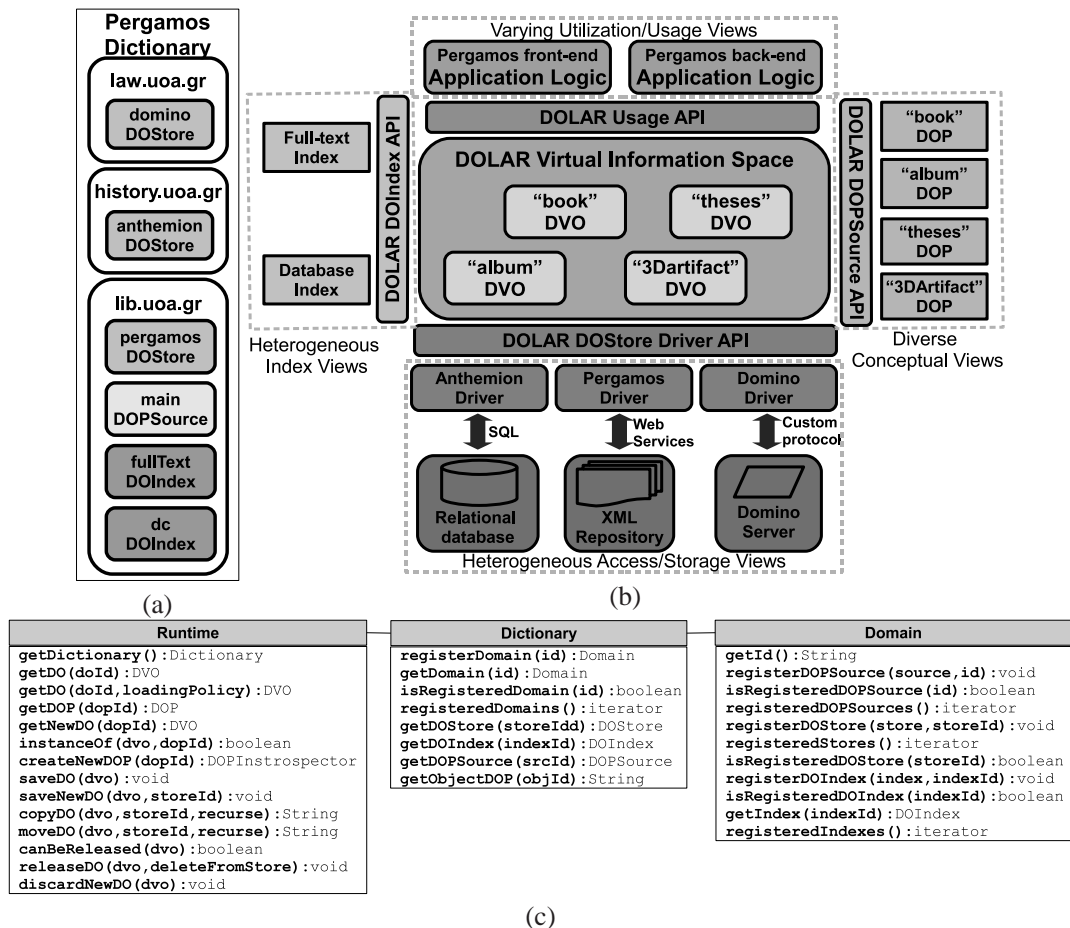 Pergamos
Dictionary
law.uoa.gr
domino
DOStore
history.uoa.gr
anthemion
DOStore
lib.uoa.gr
pergamos
DOStore
main
DOPSource
fullText
DOIndex
dc
DOIndex
(a)
Varying Utilization/Usage Views
Pergamos front-end
Application Logic
Pergamos back-end
Application Logic
DOLAR Usage API
Full-text
Index
Database
Index
DOLAR DOIndex API
Heterogeneous
Index Views
DOLAR Virtual Information Space
“book”
DVO
“theses”
DVO
“album”
DVO
“3Dartifact”
DVO
DOLAR DOPSource API
“book”
DOP
“album”
DOP
“theses”
DOP
“3DArtifact”
DOP
Diverse
Conceptual Views
DOLAR DOStore Driver API
Anthemion
Driver
Pergamos
Driver
Domino
Driver
SQL
Web
Services
Custom
protocol
Relational
database
XML
Repository
Domino
Server
Heterogeneous Access/Storage Views
(b)
Runtime
getDictionary():Dictionary
getDO(doId):DVO
getDO(doId,loadingPolicy):DVO
getDOP(dopId):DOP
getNewDO(dopId):DVO
instanceOf(dvo,dopId):boolean
createNewDOP(dopId):DOPInstrospector
saveDO(dvo):void
saveNewDO(dvo,storeId):void
copyDO(dvo,storeId,recurse):String
moveDO(dvo,storeId,recurse):String
canBeReleased(dvo):boolean
releaseDO(dvo,deleteFromStore):void
discardNewDO(dvo):void
Dictionary
registerDomain(id):Domain
getDomain(id):Domain
isRegisteredDomain(id):boolean
registeredDomains():iterator
getDOStore(storeIdd):DOStore
getDOIndex(indexId):DOIndex
getDOPSource(srcId):DOPSource
getObjectDOP(objId):String
Domain
getId():String
registerDOPSource(source,id):void
isRegisteredDOPSource(id):boolean
registeredDOPSources():iterator
registerDOStore(store,storeId):void
registeredStores():iterator
isRegisteredDOStore(storeId):boolean
registerDOIndex(index,indexId):void
isRegisteredDOIndex(indexId):boolean
getIndex(indexId):DOIndex
registeredIndexes():iterator
(c)